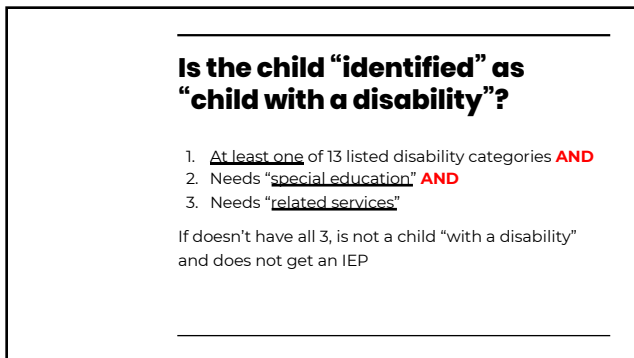 Is the child “identified” as
“child with a disability”?
1. At least one of 13 listed disability categories AND
2. Needs “special education” AND
3. Needs “related services”
If doesn’t have all 3, is not a child “with a disability”
and does not get an IEP